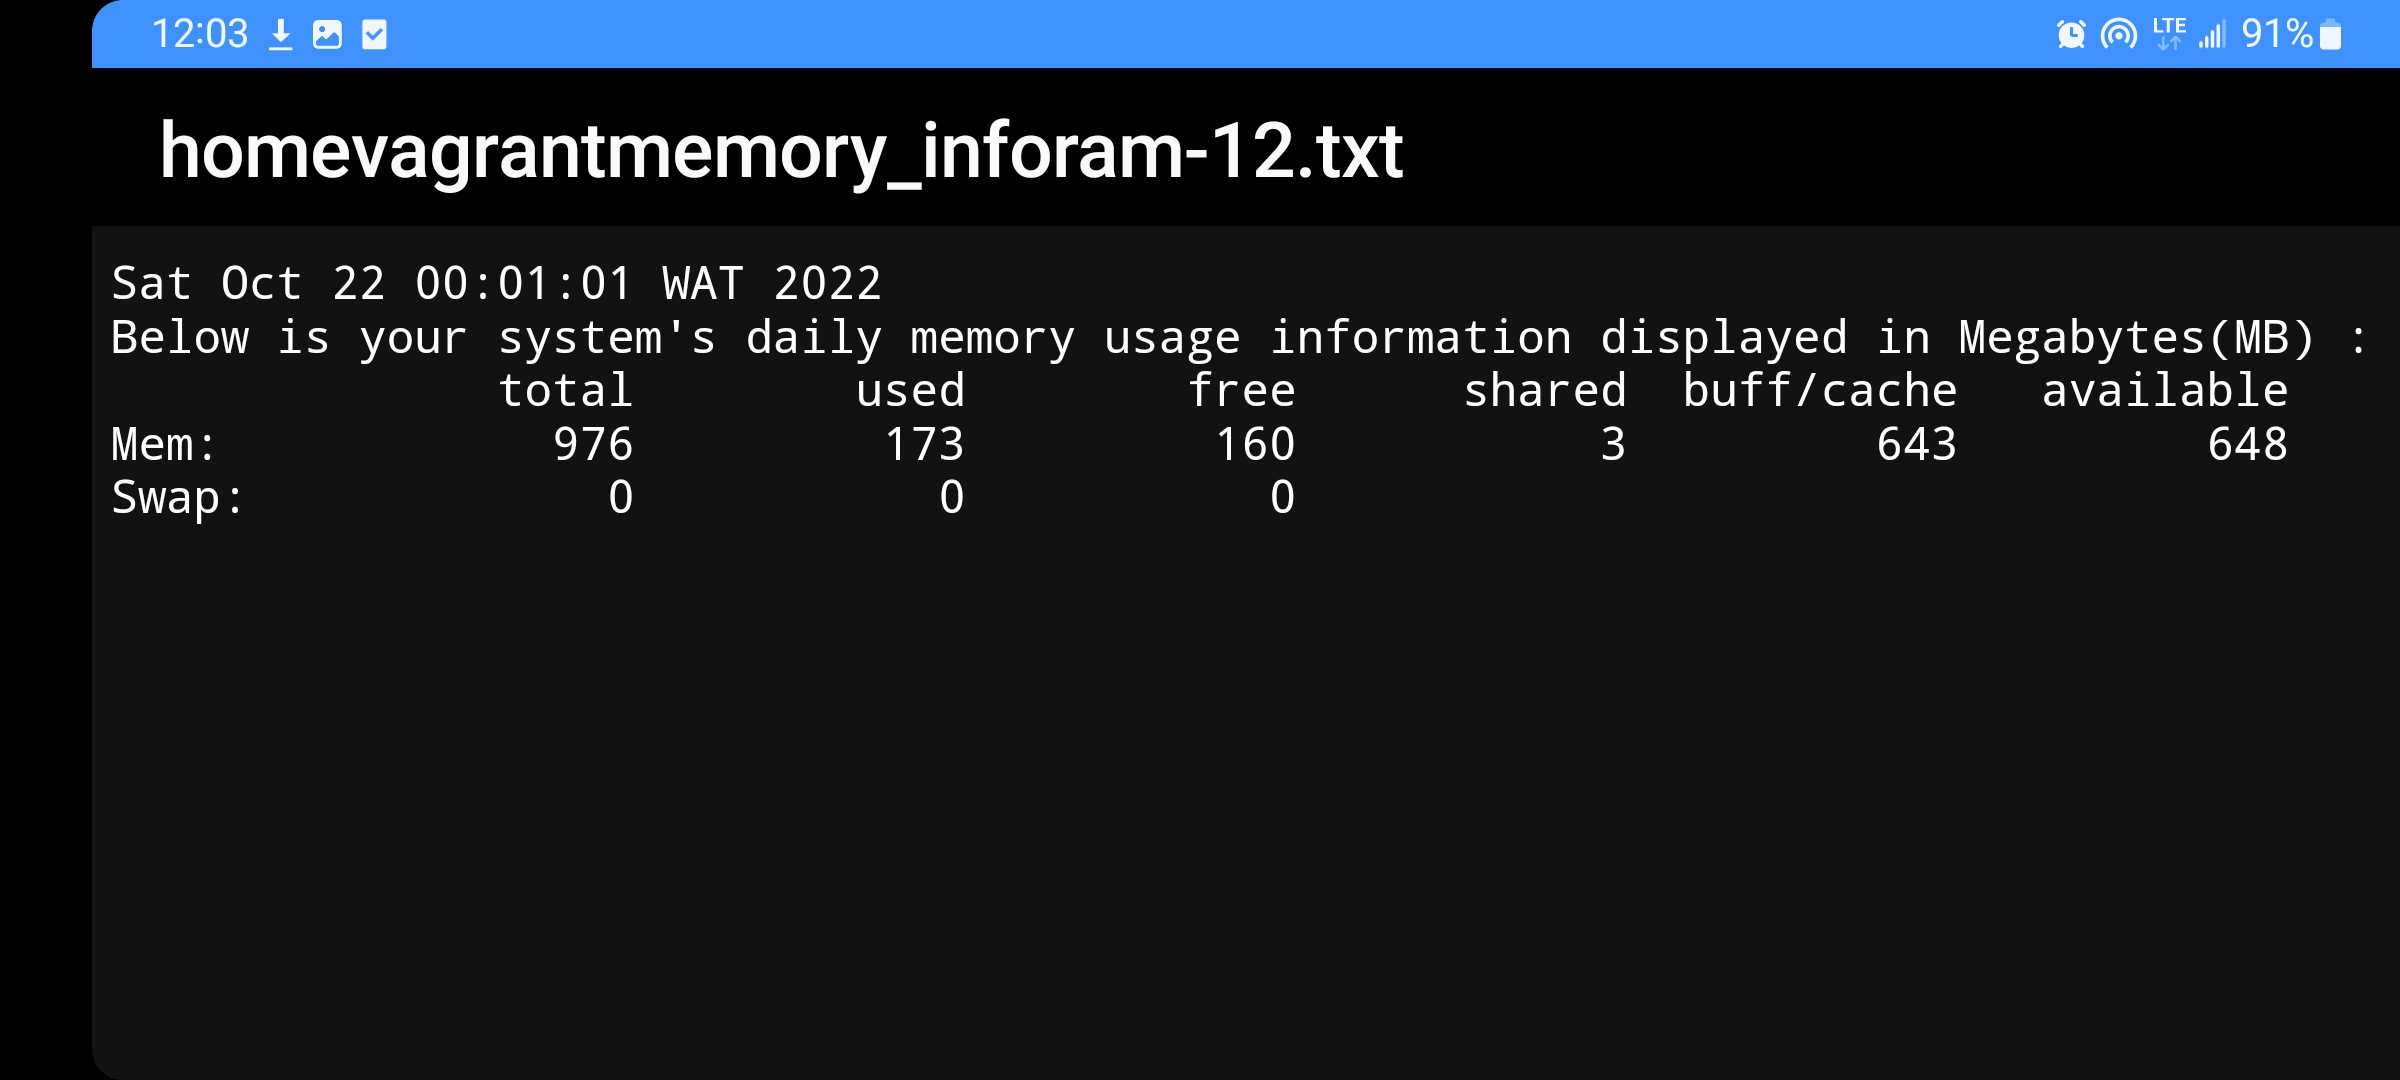 12:03 LTE 91%
homevagrantmemory_inforam-12.txt
Sat Oct 22 00:01:01 WAT 2022
Below is your system's daily memory usage information displayed in Megabytes(MB) :
              total        used        free      shared  buff/cache   available
Mem:            976         173         160           3         643         648
Swap:             0           0           0